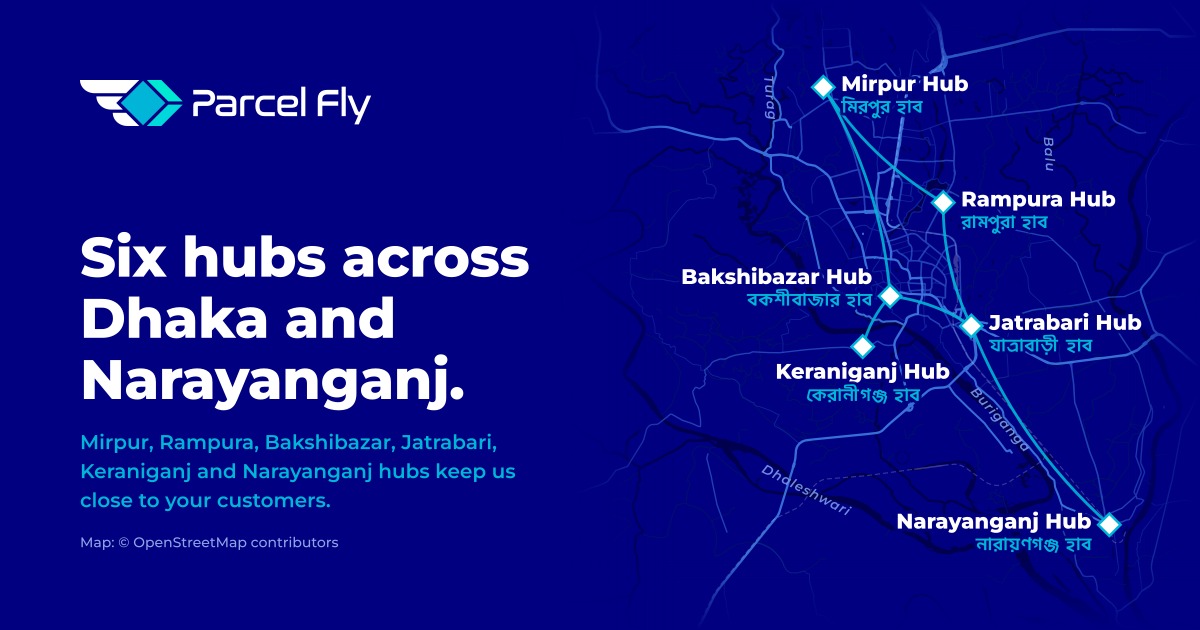 Parcel Fly
Six hubs across
Dhaka and
Narayanganj.
Mirpur, Rampura, Bakshibazar, Jatrabari,
Keraniganj and Narayanganj hubs keep us
close to your customers.
Map: © OpenStreetMap contributors
Turag
Mirpur Hub
মিরপুর হাব
Balu
Rampura Hub
রামপুরা হাব
Bakshibazar Hub
বকশীবাজার হাব
Jatrabari Hub
যাত্রাবাড়ী হাব
Keraniganj Hub
কেরানীগঞ্জ হাব
Buriganga
Dhaleshwari
Narayanganj Hub
নারায়ণগঞ্জ হাব